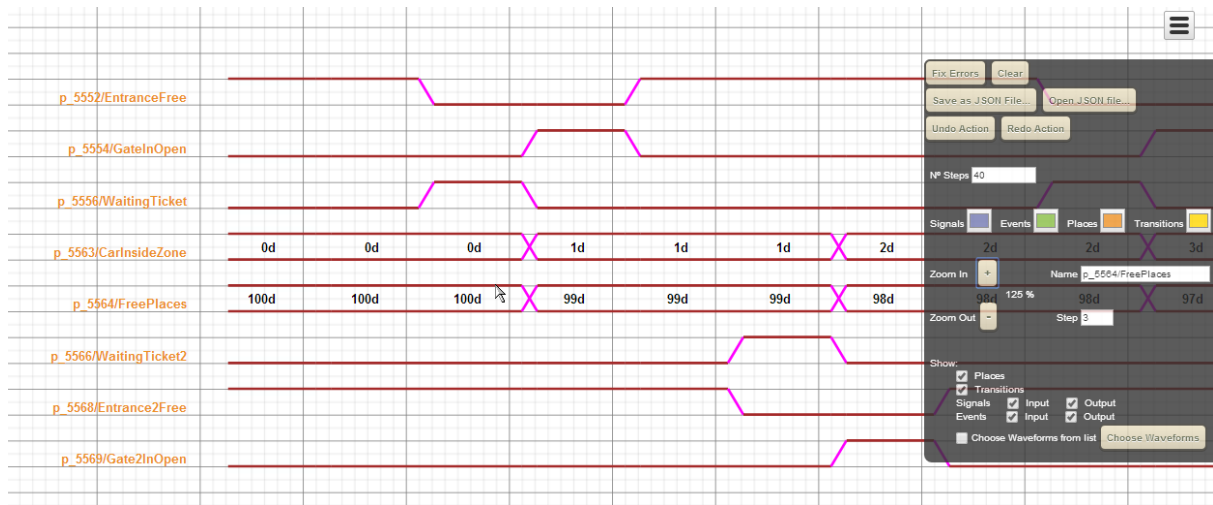 Fix Errors Clear
p_5552/EntranceFree
Save as JSON File... Open JSON file...
Undo Action Redo Action
p_5554/GateInOpen
Nº Steps 40
p_5556/WaitingTicket
Signals Events Places Transitions
p_5563/CarInsideZone 0d 0d 0d 1d 1d 1d 2d 2d 2d 3d
Zoom In + Name p_5564/FreePlaces
125 %
p_5564/FreePlaces 100d 100d 100d 99d 99d 99d 98d 98d 98d 97d
Zoom Out - Step 3
p_5566/WaitingTicket2
Show:
Places
Transitions
Signals Input Output
p_5568/Entrance2Free
Events Input Output
Choose Waveforms from list Choose Waveforms
p_5569/Gate2InOpen